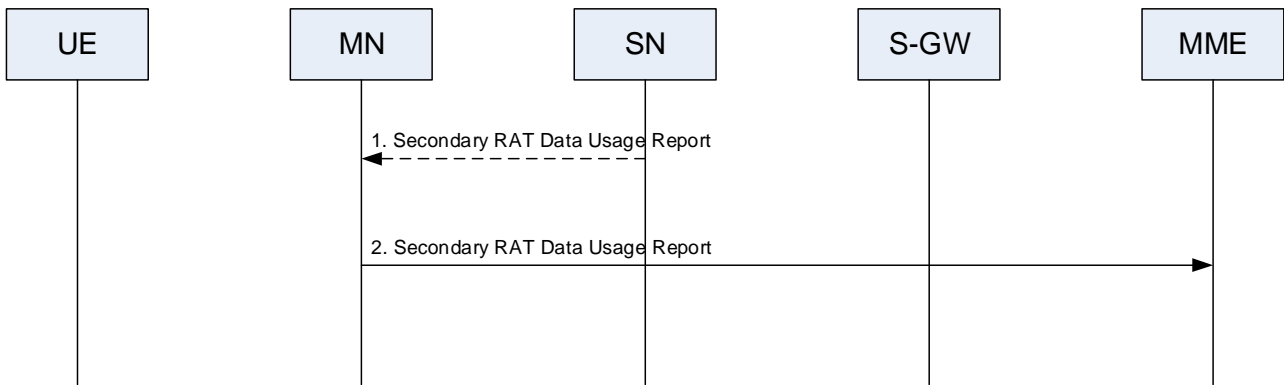 UE
MN
SN
S-GW
MME
1. Secondary RAT Data Usage Report
2. Secondary RAT Data Usage Report